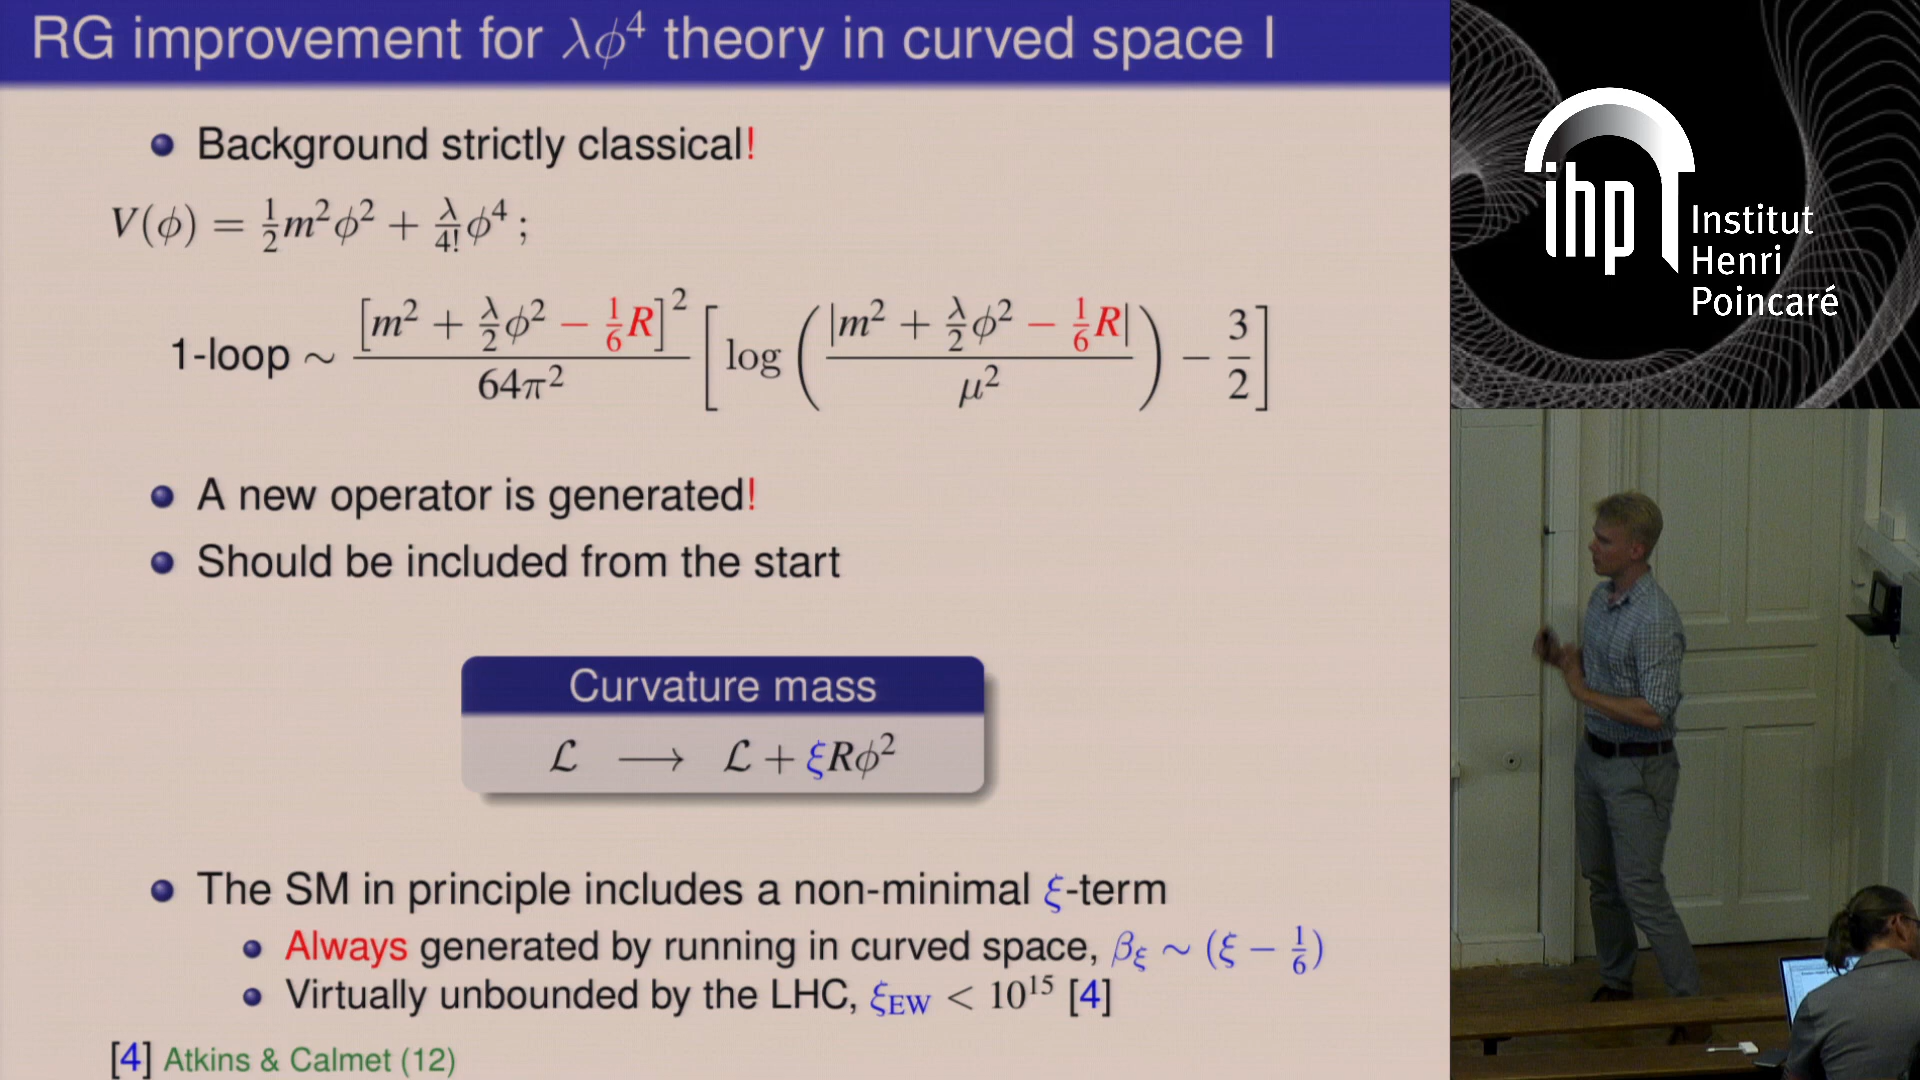 RG improvement for λϕ⁴ theory in curved space I
Background strictly classical!
V(ϕ) = ½m²ϕ² + λ/4! ϕ⁴ ;
1-loop ∼ [m² + λ/2 ϕ² − 1/6 R]² / 64π² [log(|m² + λ/2 ϕ² − 1/6 R| / μ²) − 3/2]
A new operator is generated!
Should be included from the start
Curvature mass
ℒ ⟶ ℒ + ξRϕ²
The SM in principle includes a non-minimal ξ-term
Always generated by running in curved space, β_ξ ∼ (ξ − 1/6)
Virtually unbounded by the LHC, ξ_EW < 10¹⁵ [4]
[4] Atkins & Calmet (12)
ihp
Institut
Henri
Poincaré